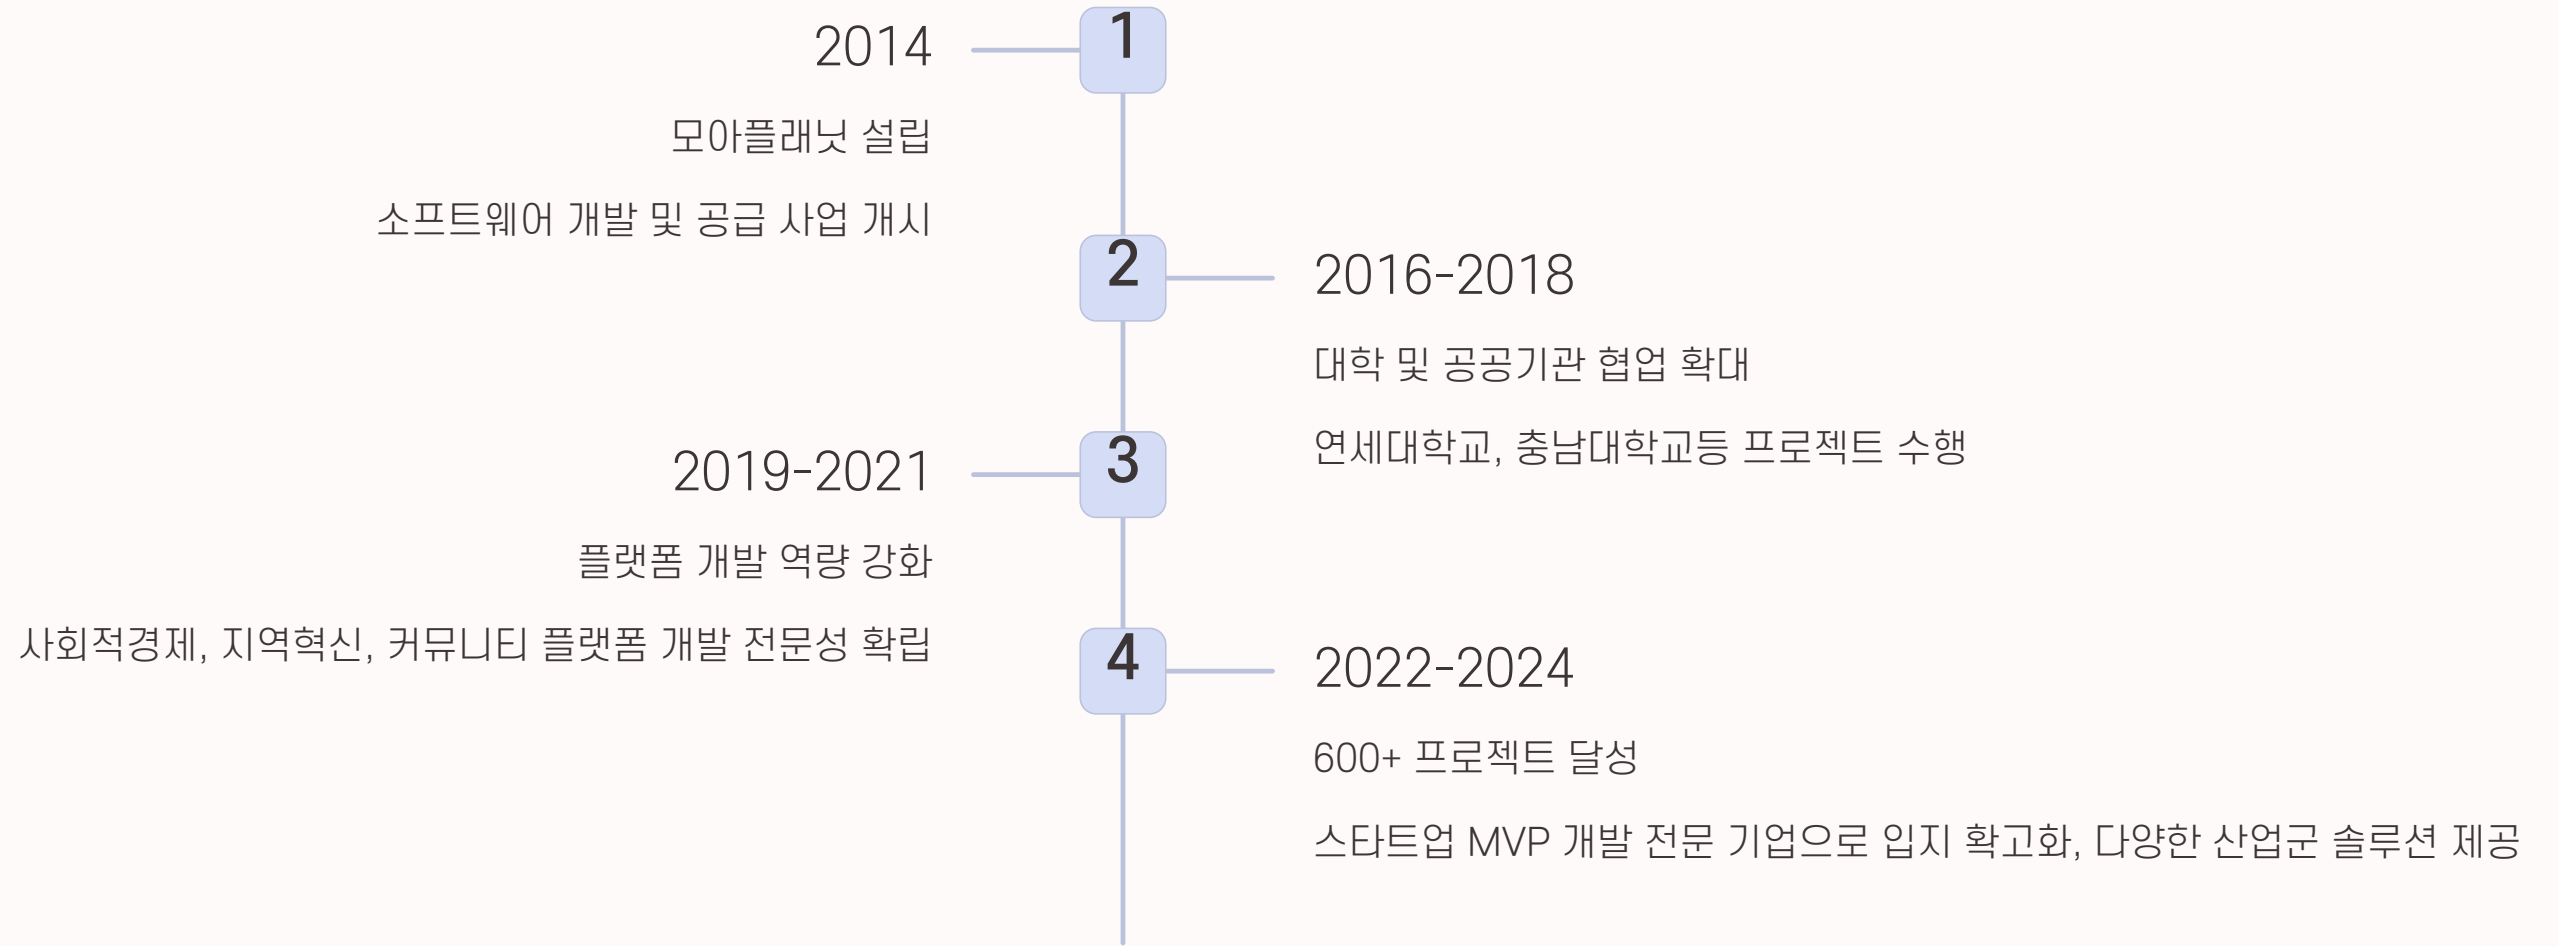 1
2014
모아플래닛 설립
소프트웨어 개발 및 공급 사업 개시
2
2016-2018
대학 및 공공기관 협업 확대
연세대학교, 충남대학교등 프로젝트 수행
3
2019-2021
플랫폼 개발 역량 강화
사회적경제, 지역혁신, 커뮤니티 플랫폼 개발 전문성 확립
4
2022-2024
600+ 프로젝트 달성
스타트업 MVP 개발 전문 기업으로 입지 확고화, 다양한 산업군 솔루션 제공